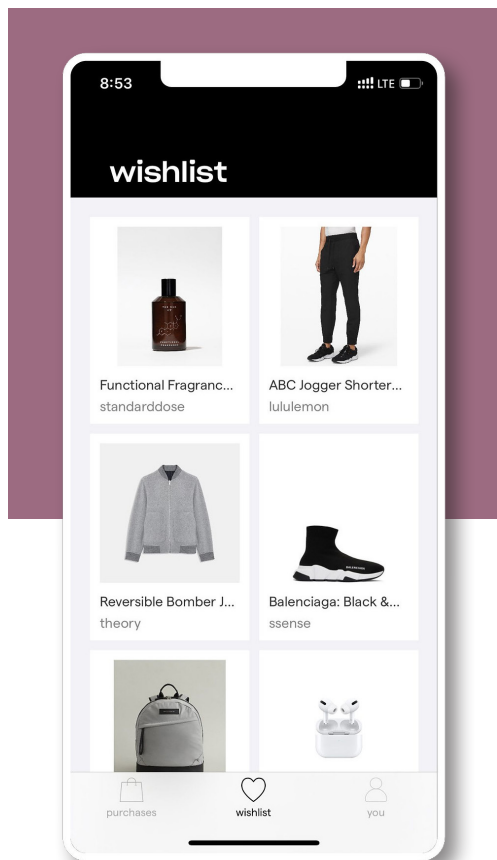 8:53
LTE
wishlist
Functional Fragranc...
standarddose
ABC Jogger Shorter...
lululemon
Reversible Bomber J...
theory
BALENCIAGA
Balenciaga: Black &...
ssense
purchases
wishlist
you